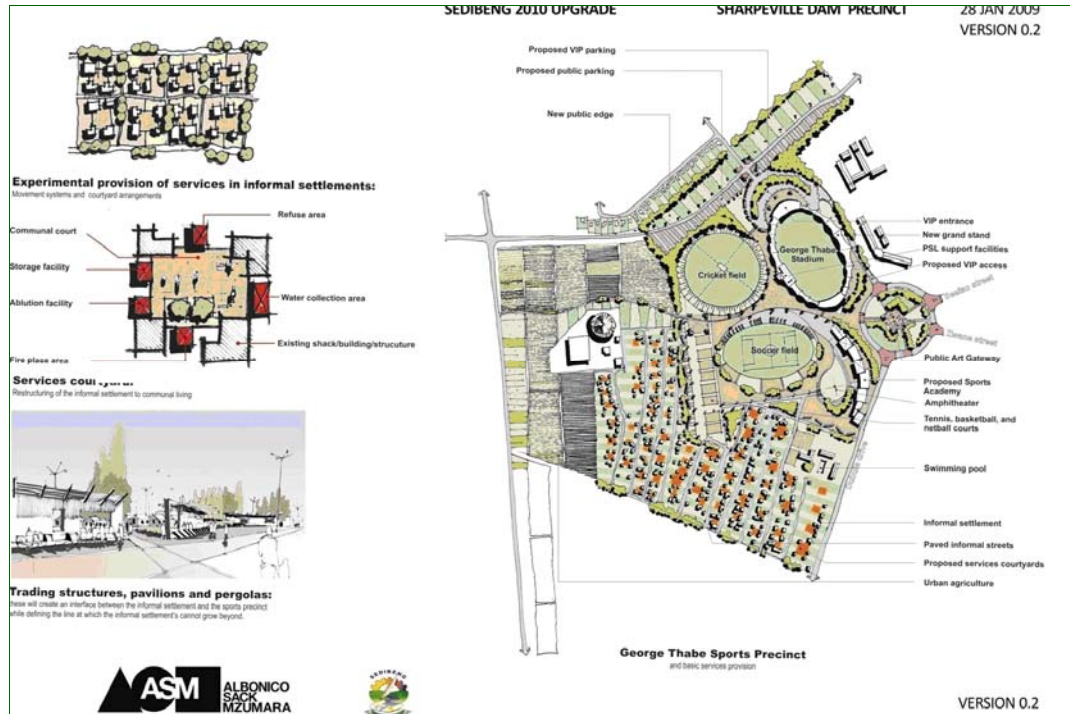 SEDIBENG 2010 UPGRADE
SHARPEVILLE DAM PRECINCT
28 JAN 2009
VERSION 0.2
Experimental provision of services in informal settlements:
Movement systems and courtyard arrangements
Refuse area
Communal court
Storage facility
Ablution facility
Water collection area
Existing shack/building/strucuture
Fire plase area
Services courtyard:
Restructuring of the informal settlement to communal living
Trading structures, pavilions and pergolas:
these will create an interface between the informal settlement and the sports precinct
while defining the line at which the informal settlement's cannot grow beyond.
ASM
ALBONICO
SACK
MZUMARA
SEDIBENG
Proposed VIP parking
Proposed public parking
New public edge
VIP entrance
New grand stand
PSL support facilities
Proposed VIP access
George Thabe
Stadium
Cricket field
Soccer field
street
street
Public Art Gateway
Proposed Sports
Academy
Amphitheater
Tennis, basketball, and
netball courts
Swimming pool
Informal settlement
Paved informal streets
Proposed services courtyards
Urban agriculture
George Thabe Sports Precinct
and basic services provision
VERSION 0.2